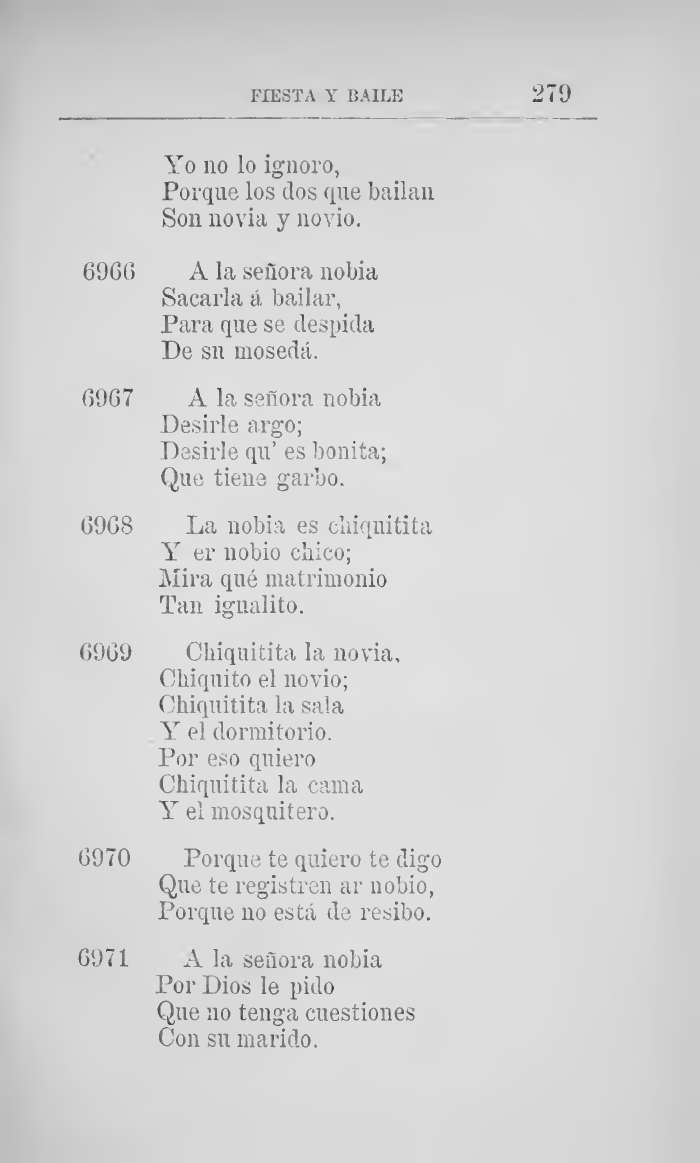 FIESTA Y BAILE 279
Yo no lo ignoro,
Porque los dos que bailan
Son novia y novio.
6966 A la señora nobia
Sacarla á bailar,
Para que se despida
De su mosedá.
6967 A la señora nobia
Desirle argo;
Desirle qu' es bonita;
Que tiene garbo.
6968 La nobia es chiquitita
Y er nobio chico;
Mira qué matrimonio
Tan igualito.
6969 Chiquitita la novia,
Chiquito el novio;
Chiquitita la sala
Y el dormitorio.
Por eso quiero
Chiquitita la cama
Y el mosquitero.
6970 Porque te quiero te digo
Que te registren ar nobio,
Porque no está de resibo.
6971 A la señora nobia
Por Dios le pido
Que no tenga cuestiones
Con su marido.